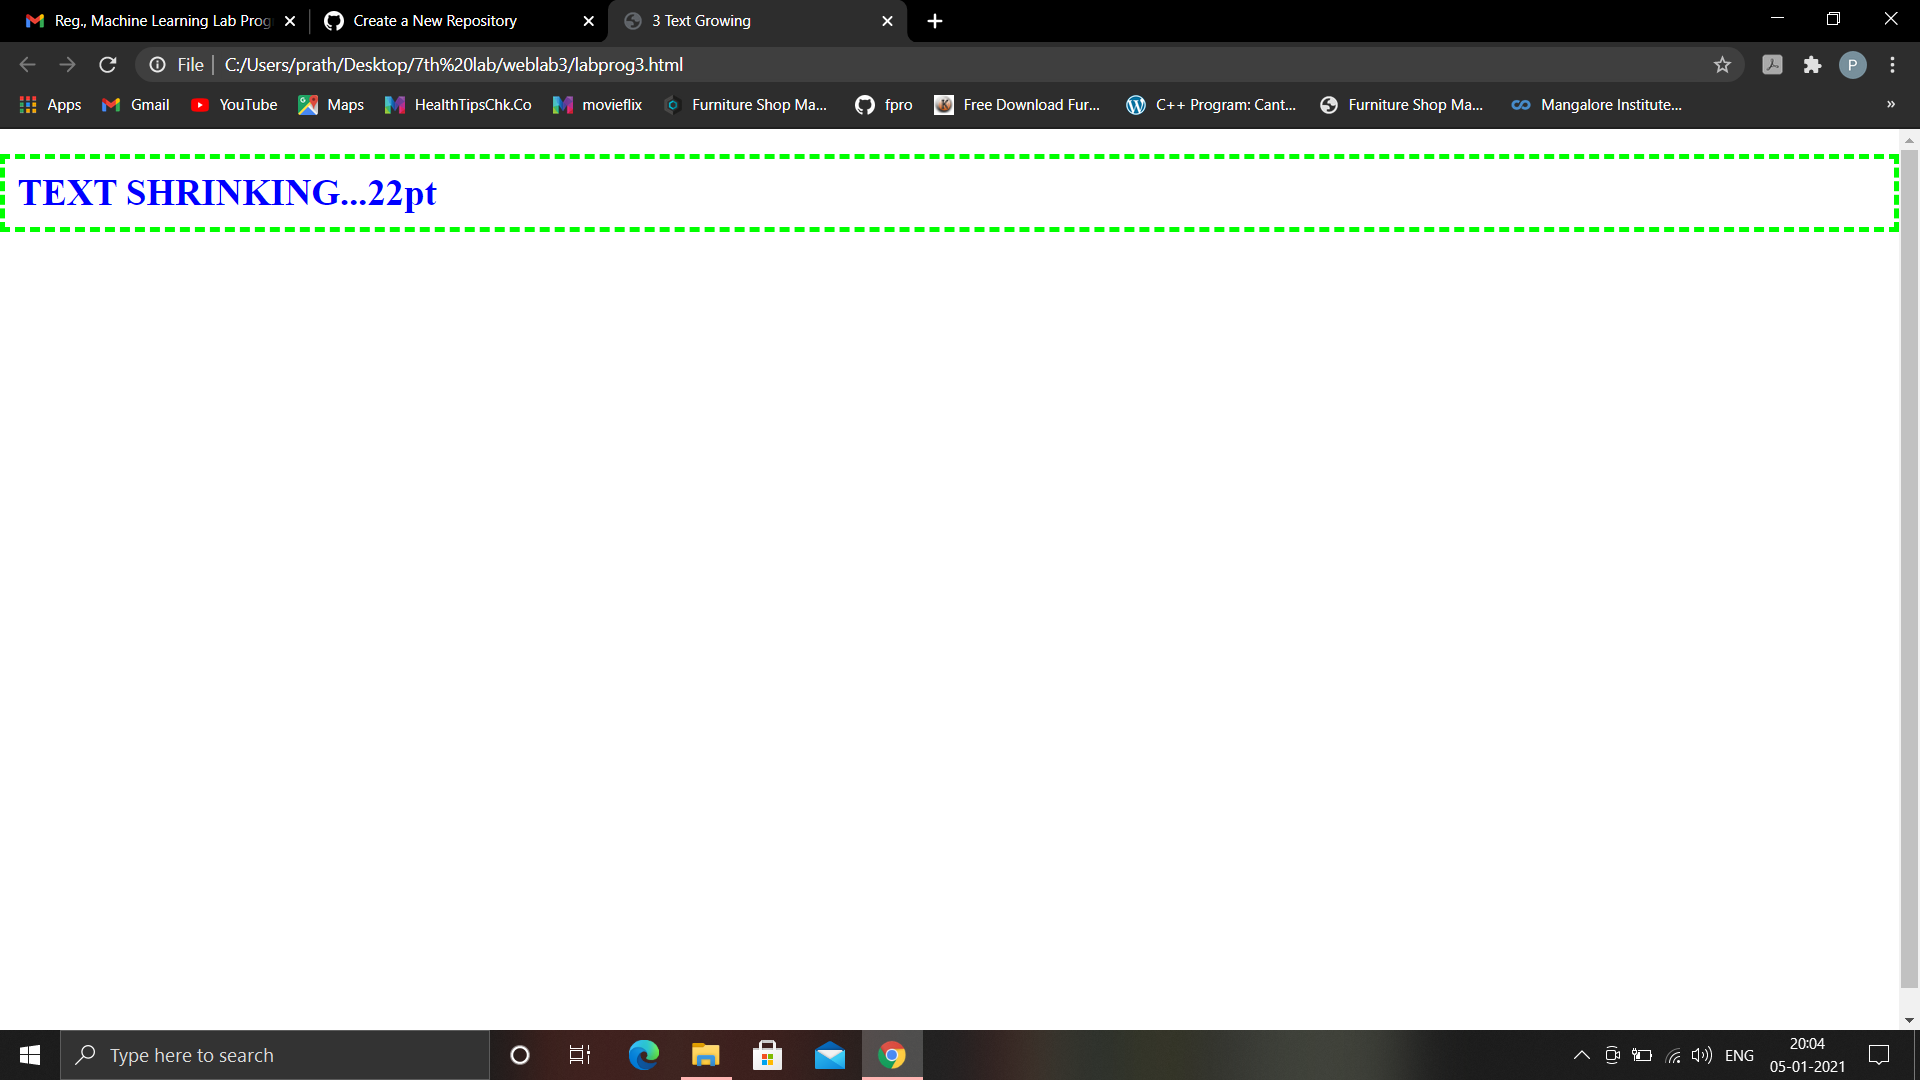 Reg., Machine Learning Lab Prog
Create a New Repository
3 Text Growing
File | C:/Users/prath/Desktop/7th%20lab/weblab3/labprog3.html
P
Apps
Gmail
YouTube
Maps
HealthTipsChk.Co
movieflix
Furniture Shop Ma...
fpro
Free Download Fur...
C++ Program: Cant...
Furniture Shop Ma...
Mangalore Institute...
»
TEXT SHRINKING...22pt
Type here to search
ENG
20:04
05-01-2021